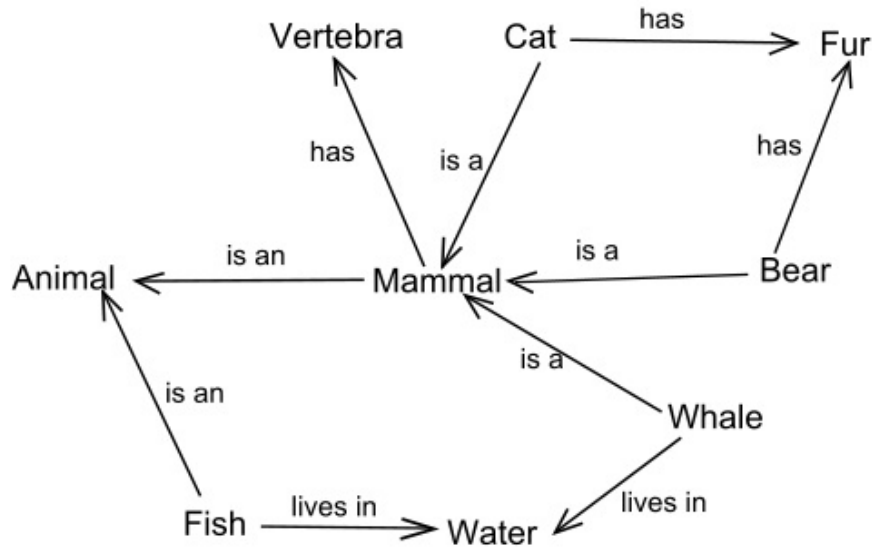 Vertebra
Cat
has
Fur
has
is a
has
Animal
is an
Mammal
is a
Bear
is a
is an
Whale
Fish
lives in
Water
lives in